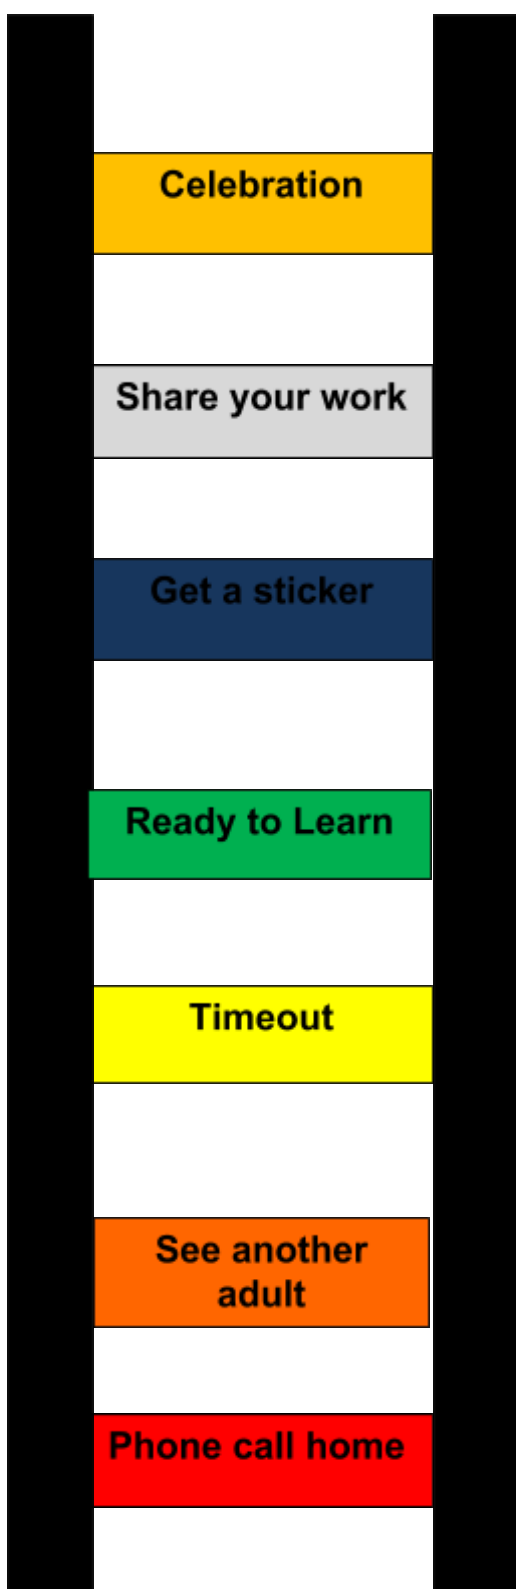 Celebration
Share your work
Get a sticker
Ready to Learn
Timeout
See another
adult
Phone call home